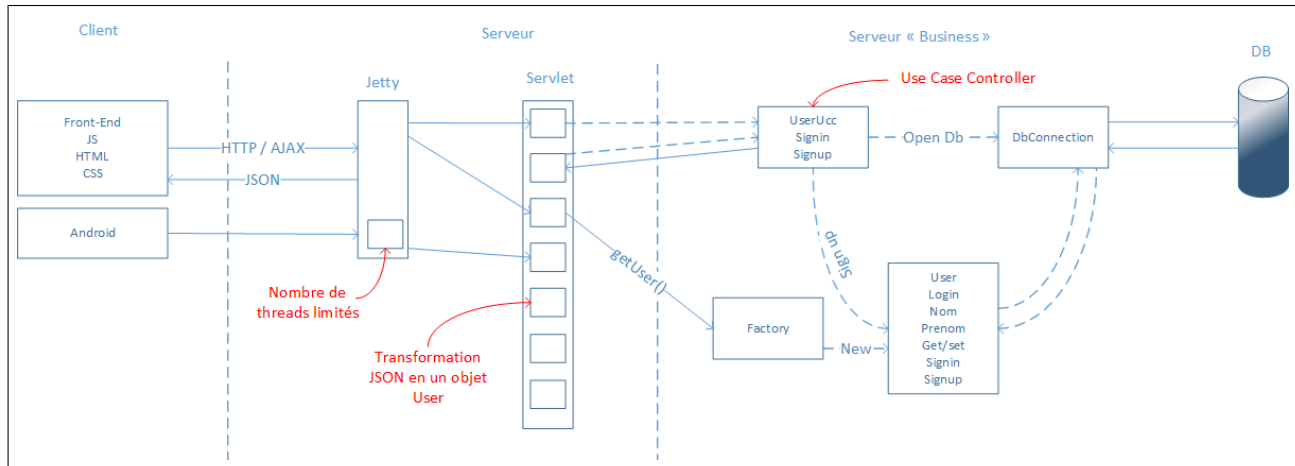 Client
Serveur
Serveur « Business »
DB
Jetty
Servlet
Use Case Controller
Front-End
JS
HTML
CSS
HTTP / AJAX
JSON
UserUcc
Signin
Signup
Open Db
DbConnection
Android
Nombre de
threads limités
getUser()
Sign up
Transformation
JSON en un objet
User
Factory
New
User
Login
Nom
Prenom
Get/set
Signin
Signup